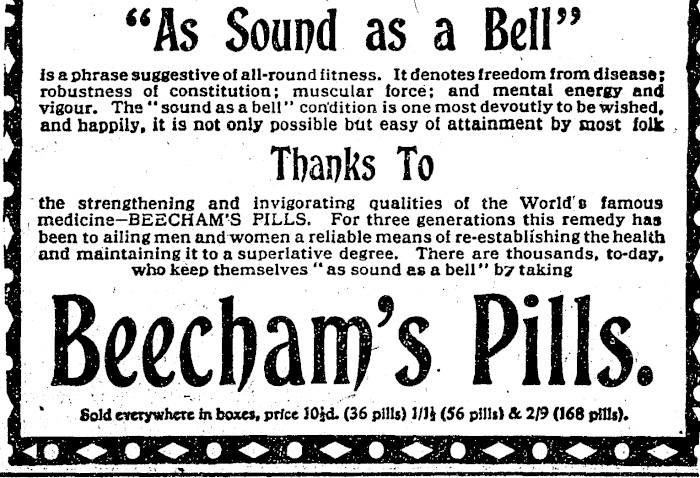 “As Sound as a Bell”
is a phrase suggestive of all-round fitness. It denotes freedom from disease;
robustness of constitution; muscular force; and mental energy and
vigour. The “sound as a bell” condition is one most devoutly to be wished,
and happily, it is not only possible but easy of attainment by most folk
Thanks To
the strengthening and invigorating qualities of the World's famous
medicine—BEECHAM'S PILLS. For three generations this remedy has
been to ailing men and women a reliable means of re-establishing the health
and maintaining it to a superlative degree. There are thousands, to-day,
who keep themselves “as sound as a bell” by taking
Beecham's Pills.
Sold everywhere in boxes, price 10½d. (36 pills) 1/1½ (56 pills) & 2/9 (168 pills).